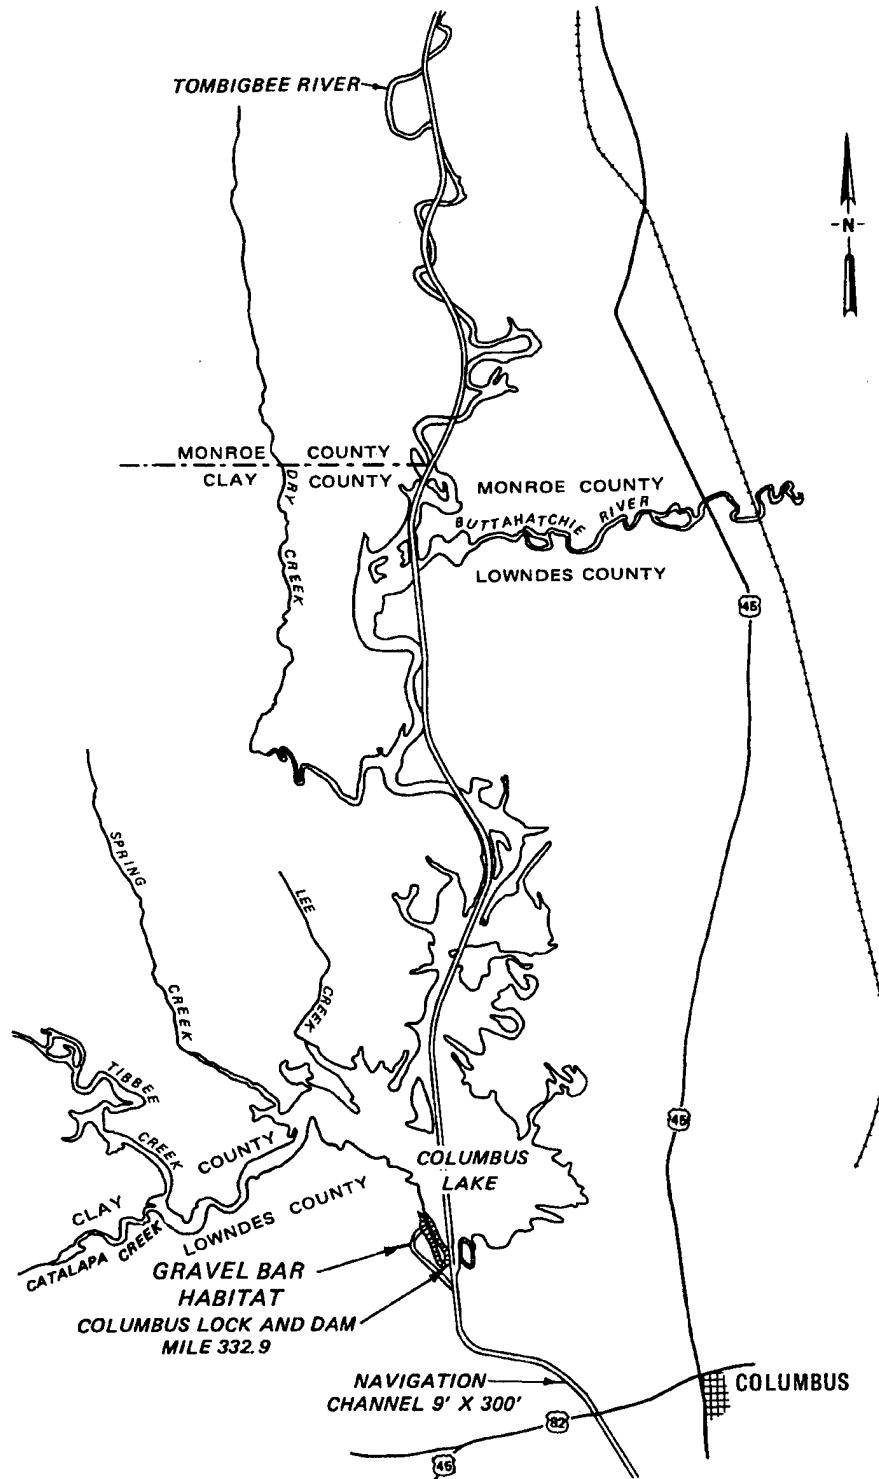 TOMBIGBEE RIVER
N
MONROE COUNTY
CLAY COUNTY
DRY CREEK
MONROE COUNTY
BUTTAHATCHIE RIVER
LOWNDES COUNTY
45
SPRING CREEK
LEE CREEK
TIBBEE CREEK
45
COLUMBUS
LAKE
CLAY COUNTY
LOWNDES COUNTY
CATALAPA CREEK
GRAVEL BAR
HABITAT
COLUMBUS LOCK AND DAM
MILE 332.9
NAVIGATION
CHANNEL 9' X 300'
COLUMBUS
82
45